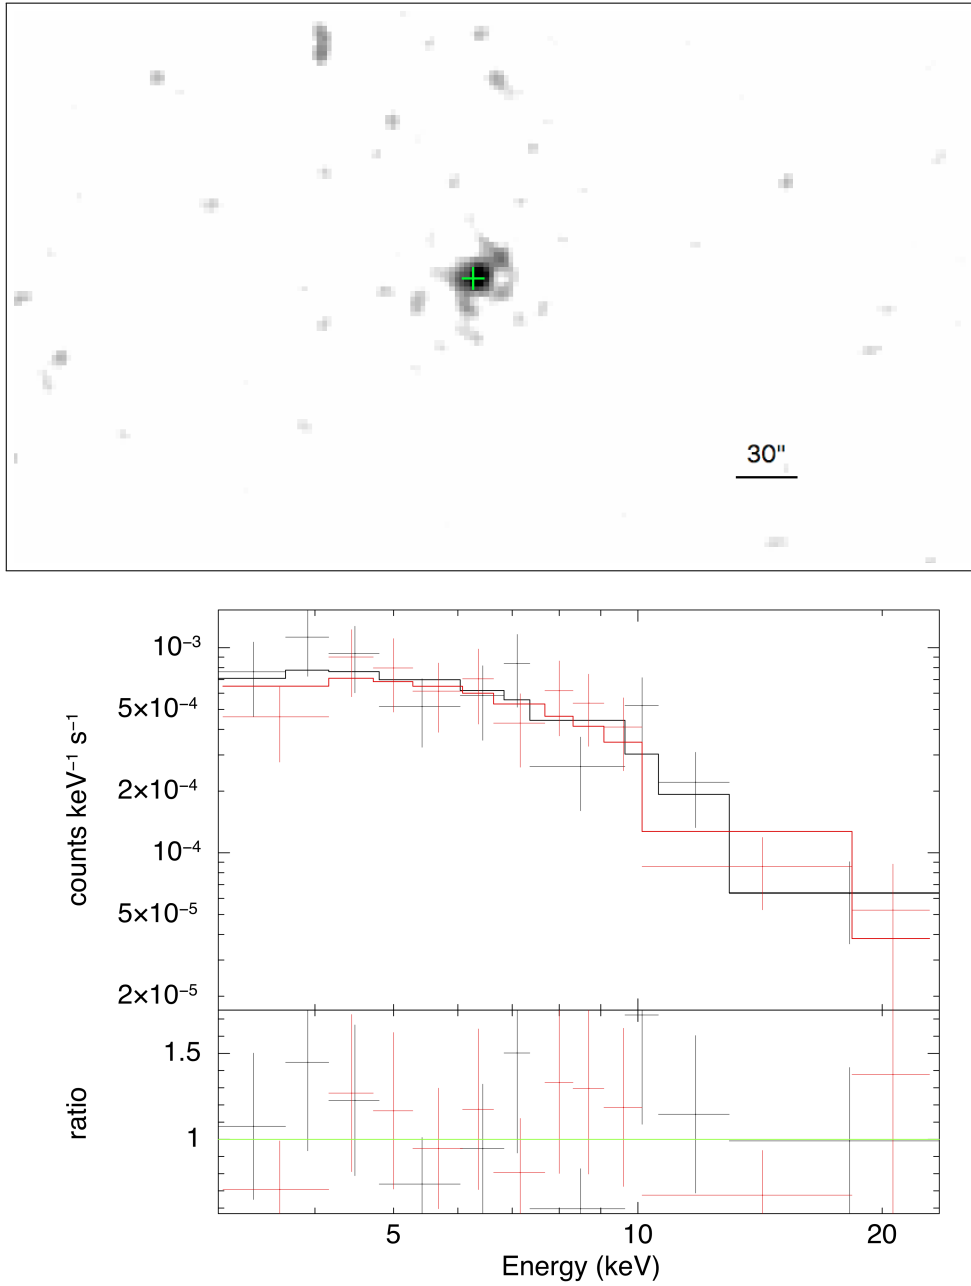 30"
10⁻³
5×10⁻⁴
2×10⁻⁴
10⁻⁴
5×10⁻⁵
2×10⁻⁵
counts keV⁻¹ s⁻¹
1.5
1
ratio
5 10 20
Energy (keV)